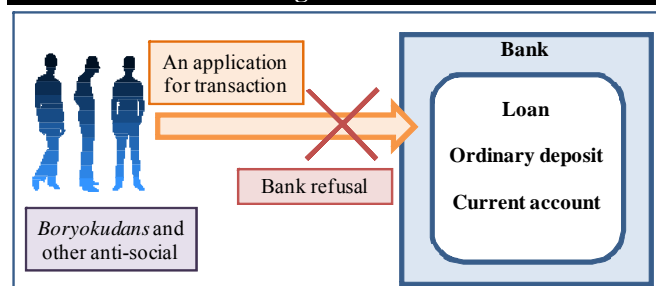 An application
for transaction
Bank
Loan
Ordinary deposit
Current account
Bank refusal
Boryokudans and
other anti-social